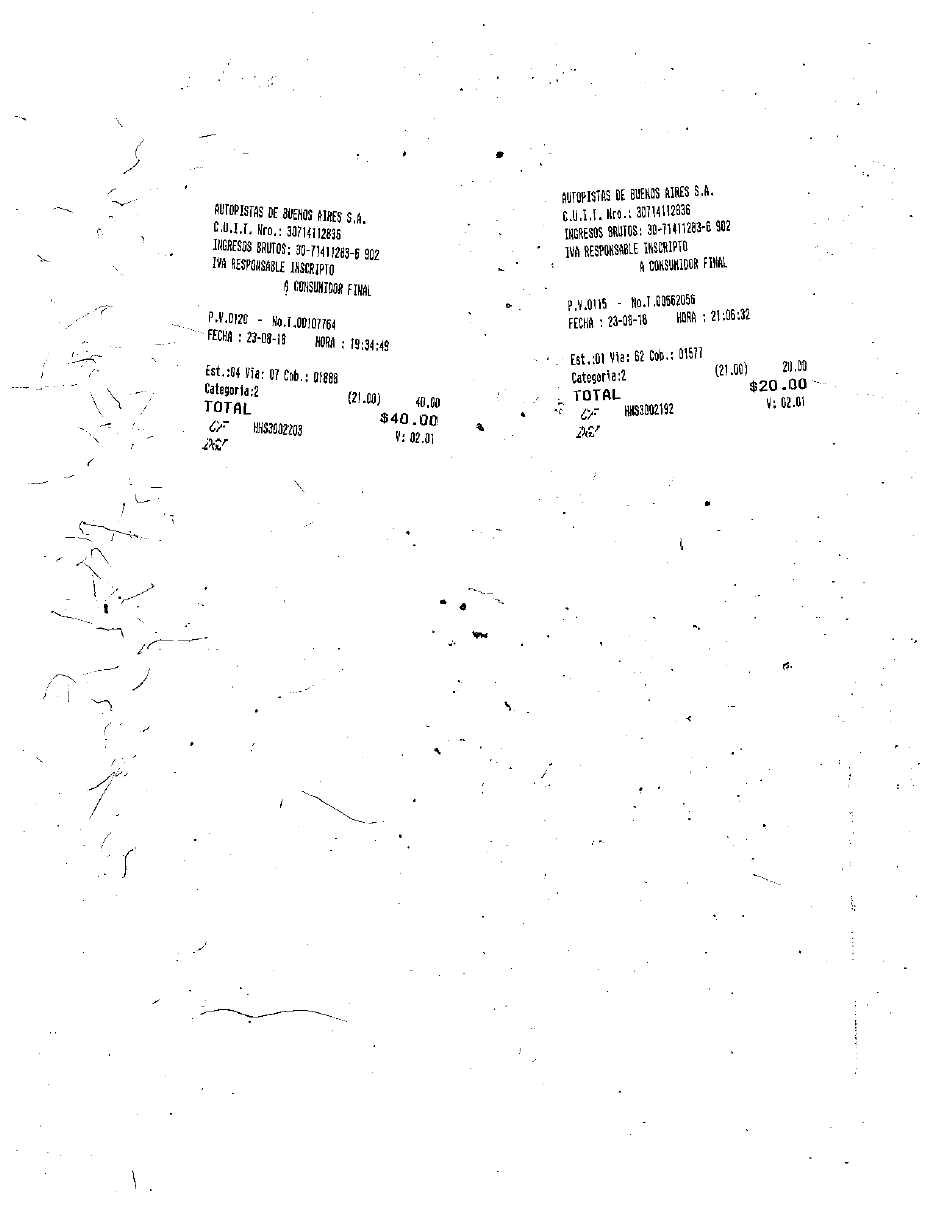 AUTOPISTAS DE BUENOS AIRES S.A.
C.U.I.T. Nro.: 30714112836
INGRESOS BRUTOS: 30-71411283-6 902
IVA RESPONSABLE INSCRIPTO
A CONSUMIDOR FINAL
P.V.0120 - No.T.00107764
FECHA : 23-08-16 HORA : 19:34:49
Est.:04 Via: 07 Cob.: 01888
Categoria:2 (21.00) 40.00
TOTAL $40.00
CF HHS3002203
DGI V: 02.01
AUTOPISTAS DE BUENOS AIRES S.A.
C.U.I.T. Nro.: 30714112836
INGRESOS BRUTOS: 30-71411283-6 902
IVA RESPONSABLE INSCRIPTO
A CONSUMIDOR FINAL
P.V.0115 - No.T.00562056
FECHA : 23-08-16 HORA : 21:06:32
Est.:01 Via: 62 Cob.: 01577
Categoria:2 (21.00) 20.00
TOTAL $20.00
CF HHS3002192 V: 02.01
DGI